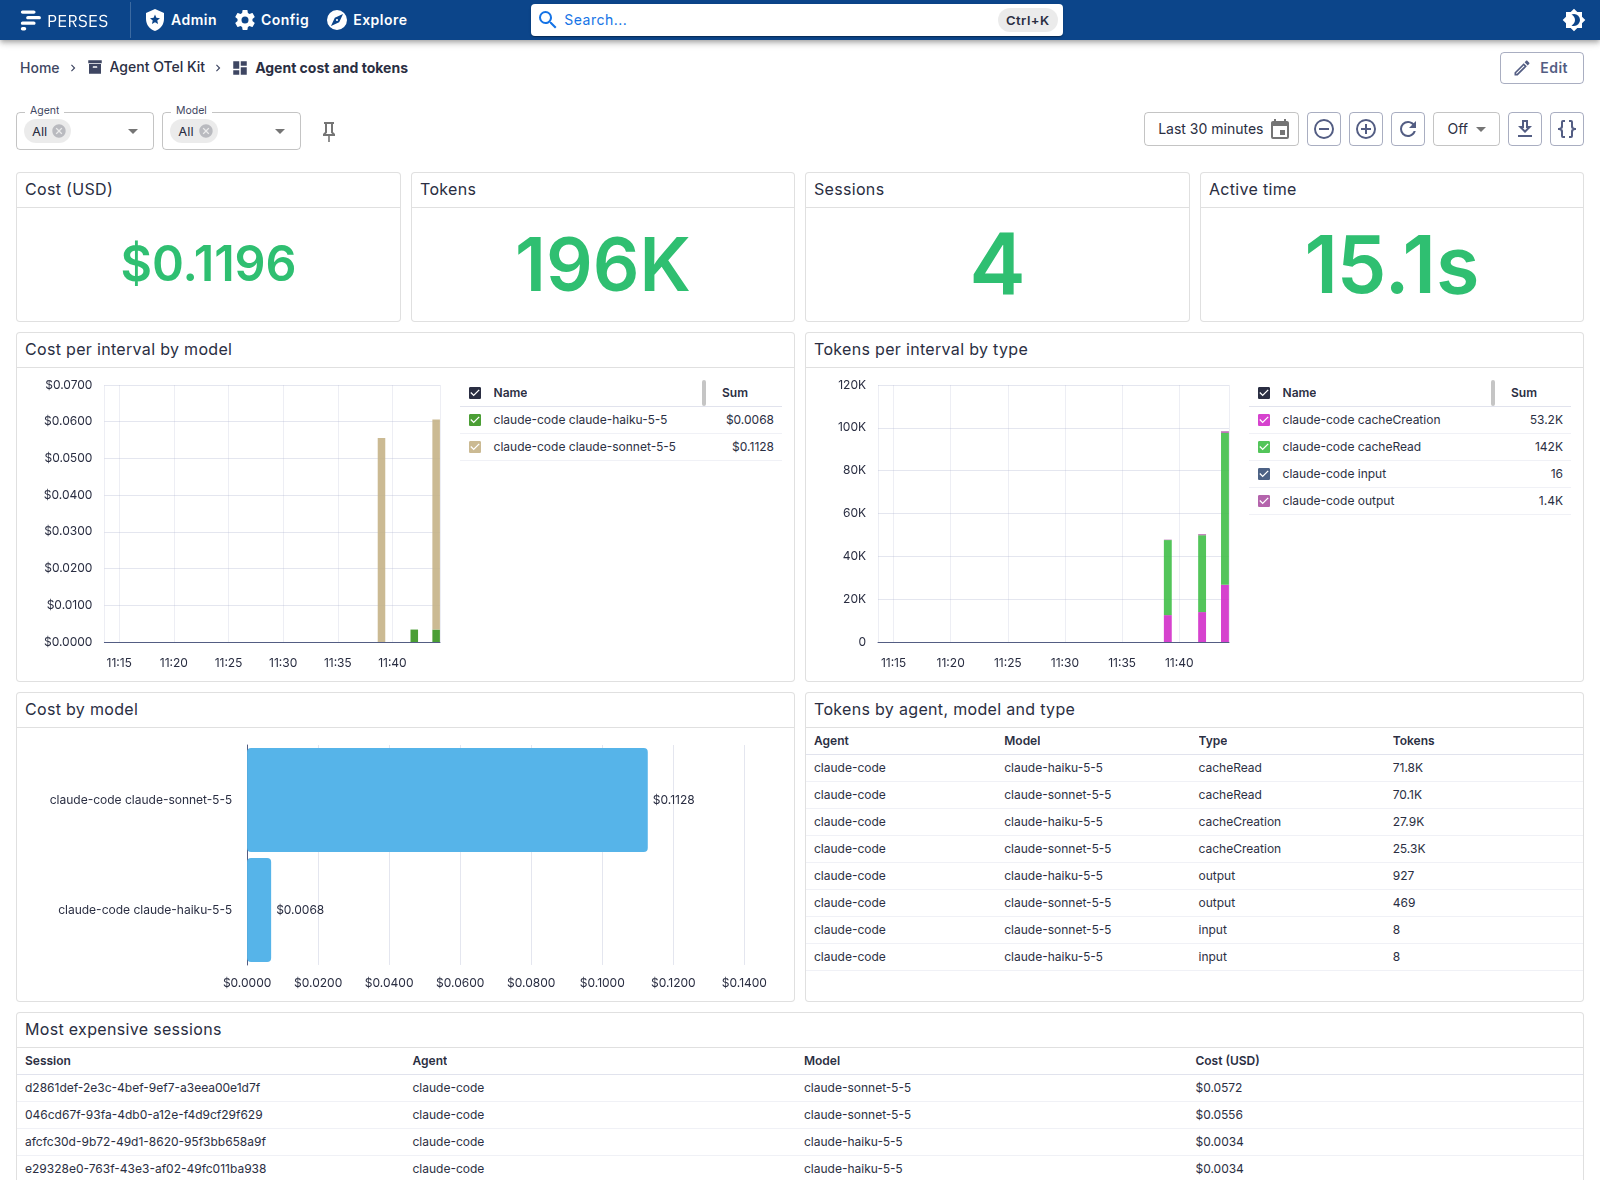 PERSES Admin Config Explore Search... Ctrl+K
Home › Agent OTel Kit › Agent cost and tokens Edit
Agent Model
All All Last 30 minutes Off
Cost (USD) Tokens Sessions Active time
$0.1196 196K 4 15.1s
Cost per interval by model
$0.0700
$0.0600
$0.0500
$0.0400
$0.0300
$0.0200
$0.0100
$0.0000
11:15 11:20 11:25 11:30 11:35 11:40
Name Sum
claude-code claude-haiku-5-5 $0.0068
claude-code claude-sonnet-5-5 $0.1128
Tokens per interval by type
120K
100K
80K
60K
40K
20K
0
11:15 11:20 11:25 11:30 11:35 11:40
Name Sum
claude-code cacheCreation 53.2K
claude-code cacheRead 142K
claude-code input 16
claude-code output 1.4K
Cost by model
claude-code claude-sonnet-5-5 $0.1128
claude-code claude-haiku-5-5 $0.0068
$0.0000 $0.0200 $0.0400 $0.0600 $0.0800 $0.1000 $0.1200 $0.1400
Tokens by agent, model and type
Agent Model Type Tokens
claude-code claude-haiku-5-5 cacheRead 71.8K
claude-code claude-sonnet-5-5 cacheRead 70.1K
claude-code claude-haiku-5-5 cacheCreation 27.9K
claude-code claude-sonnet-5-5 cacheCreation 25.3K
claude-code claude-haiku-5-5 output 927
claude-code claude-sonnet-5-5 output 469
claude-code claude-sonnet-5-5 input 8
claude-code claude-haiku-5-5 input 8
Most expensive sessions
Session Agent Model Cost (USD)
d2861def-2e3c-4bef-9ef7-a3eea00e1d7f claude-code claude-sonnet-5-5 $0.0572
046cd67f-93fa-4db0-a12e-f4d9cf29f629 claude-code claude-sonnet-5-5 $0.0556
afcfc30d-9b72-49d1-8620-95f3bb658a9f claude-code claude-haiku-5-5 $0.0034
e29328e0-763f-43e3-af02-49fc011ba938 claude-code claude-haiku-5-5 $0.0034